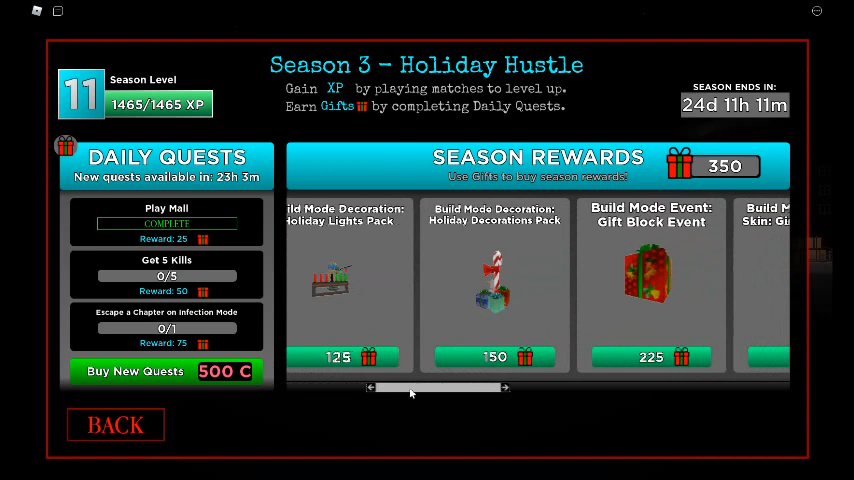 Season 3 - Holiday Hustle
11
Season Level
1465/1465 XP
Gain XP by playing matches to level up.
Earn Gifts by completing Daily Quests.
SEASON ENDS IN:
24d 11h 11m
DAILY QUESTS
New quests available in: 23h 3m
Play Mall
COMPLETE
Reward: 25
Get 5 Kills
0/5
Reward: 50
Escape a Chapter on Infection Mode
0/1
Reward: 75
Buy New Quests 500 C
SEASON REWARDS
Use Gifts to buy season rewards!
350
ild Mode Decoration:
Holiday Lights Pack
125
Build Mode Decoration:
Holiday Decorations Pack
150
Build Mode Event:
Gift Block Event
225
Build M
Skin: Gi
BACK